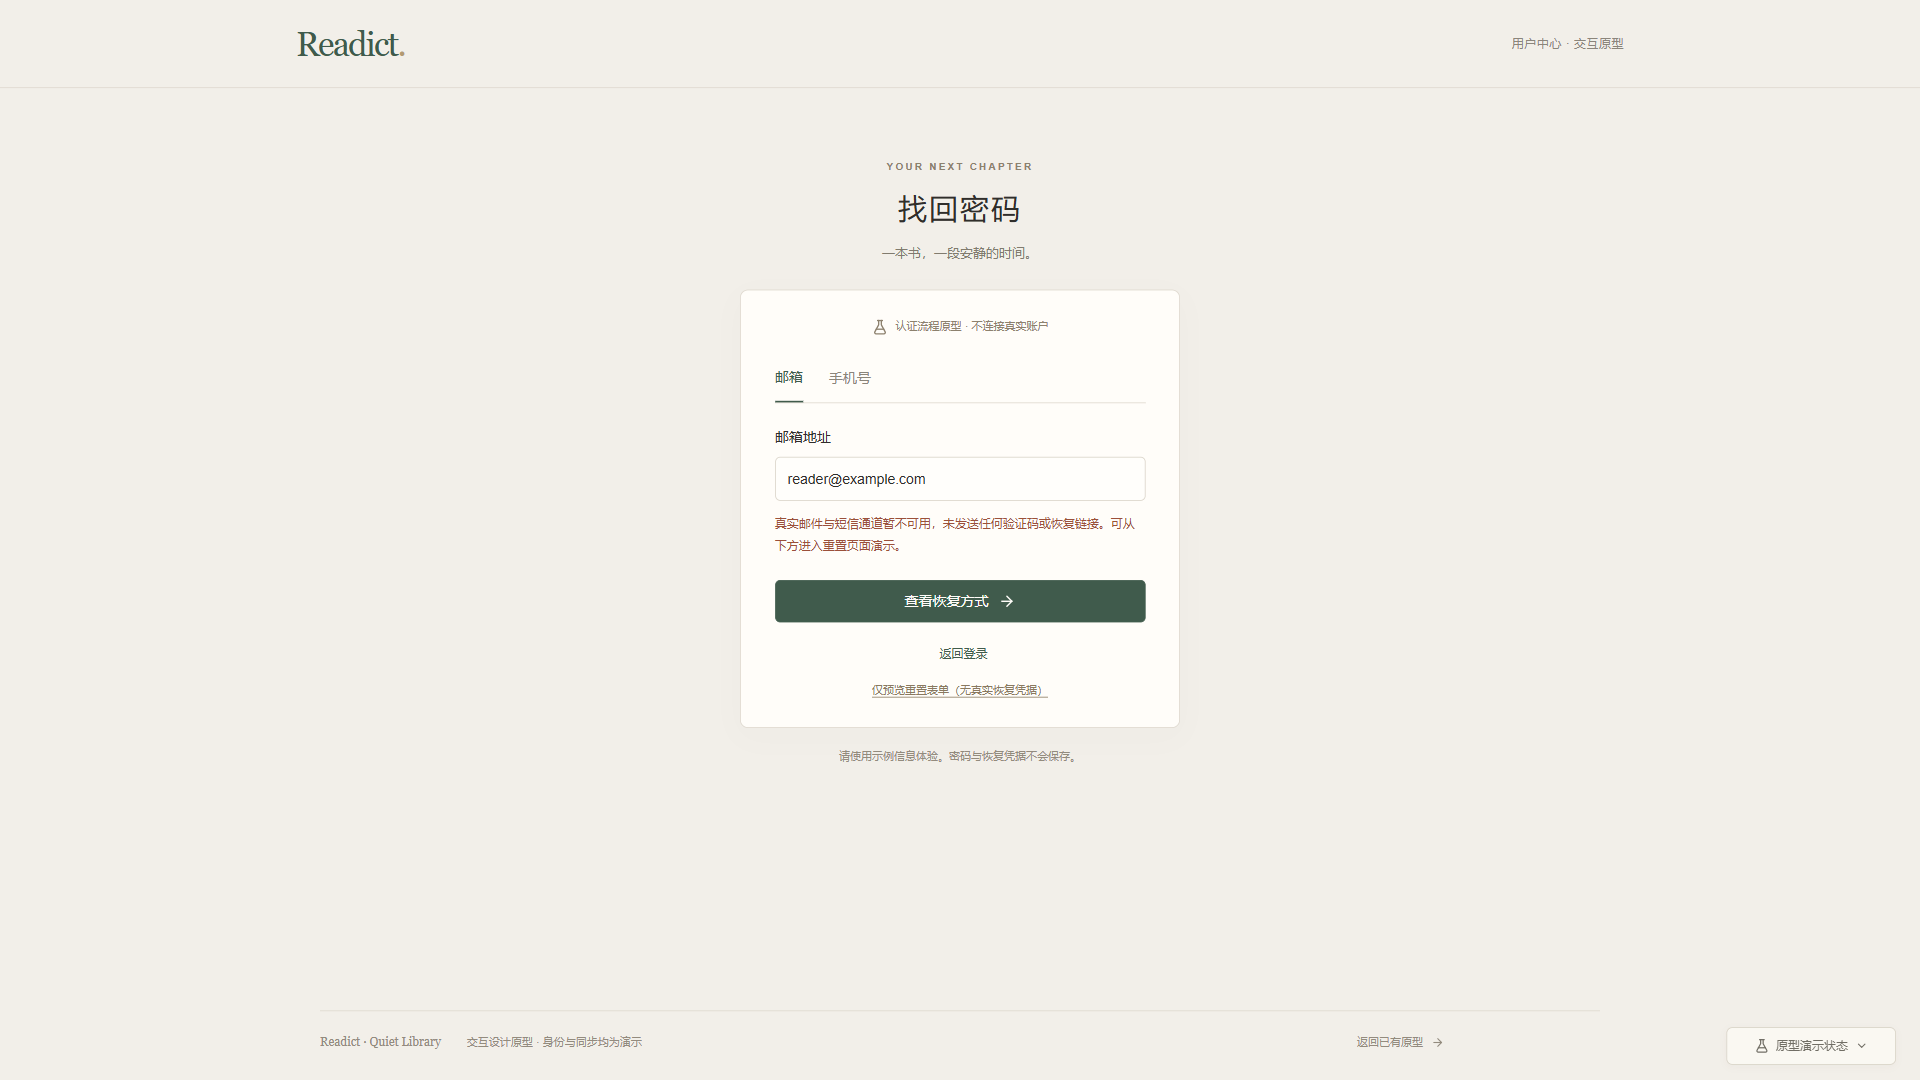 Readict.
用户中心 · 交互原型
YOUR NEXT CHAPTER
找回密码
一本书，一段安静的时间。
认证流程原型 · 不连接真实账户
邮箱 手机号
邮箱地址
reader@example.com
真实邮件与短信通道暂不可用，未发送任何验证码或恢复链接。可从
下方进入重置页面演示。
查看恢复方式 →
返回登录
仅预览重置表单（无真实恢复凭据）
请使用示例信息体验。密码与恢复凭据不会保存。
Readict · Quiet Library 交互设计原型 · 身份与同步均为演示 返回已有原型 →
原型演示状态